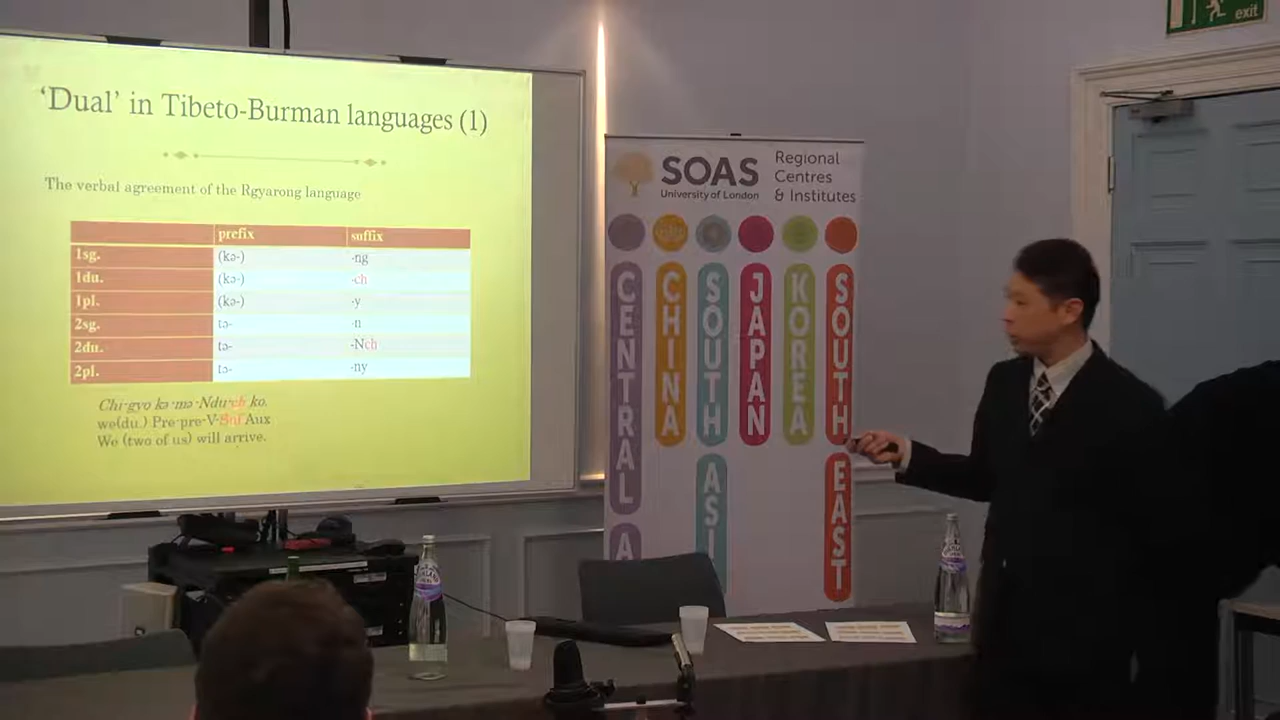 'Dual' in Tibeto-Burman languages (1)
The verbal agreement of the Rgyarong language
prefix suffix
1sg. (kə-) -ng
1du. (kə-) -ch
1pl. (kə-) -y
2sg. tə- -n
2du. tə- -Nch
2pl. tə- -ny
Chi-gyo kə-mə-Ndu-ch ko.
we(du.) Pre-pre-V-Suf Aux
We (two of us) will arrive.
SOAS
University of London
Regional
Centres
& Institutes
CENTRAL A
CHINA
SOUTH ASI
JAPAN
KOREA
SOUTH EAST
exit